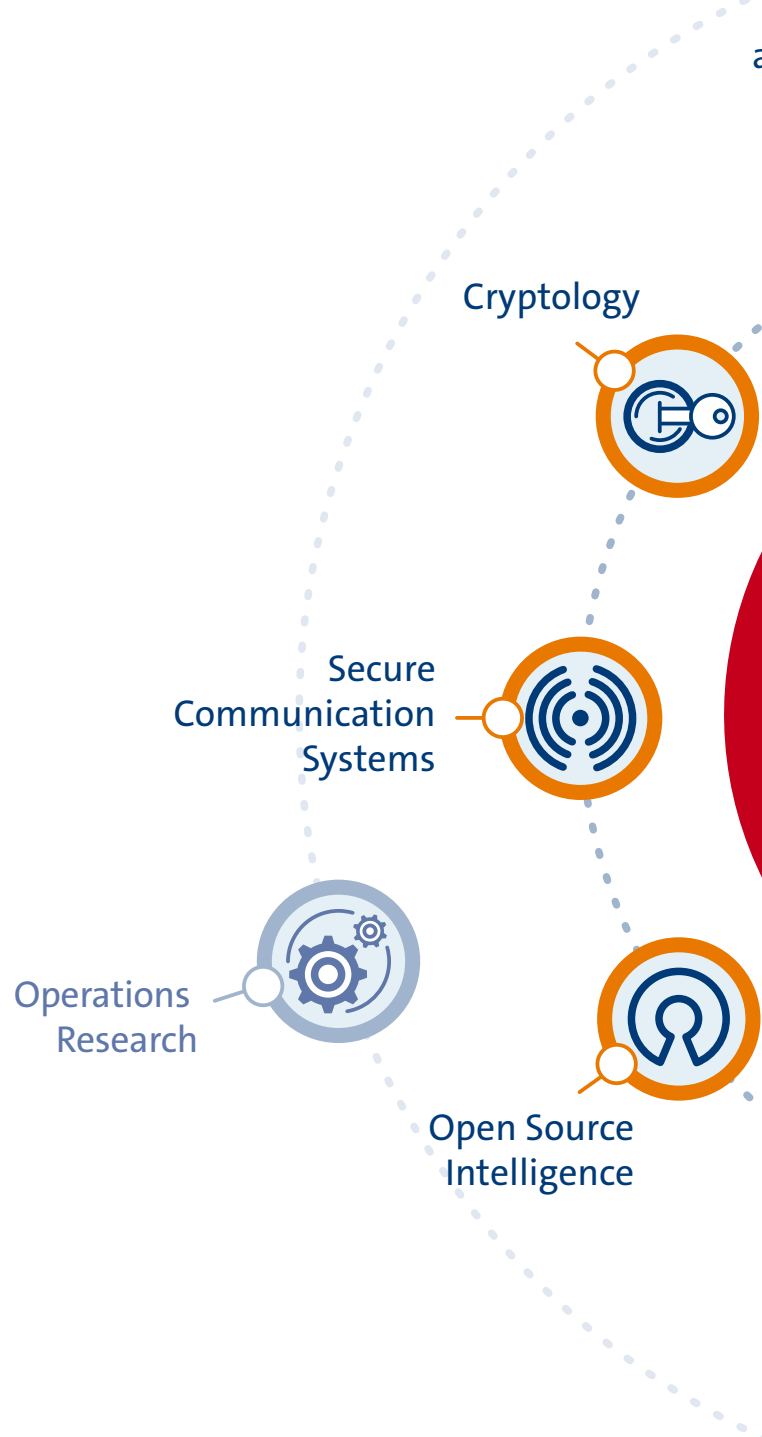 Cryptology
Secure
Communication
Systems
Operations
Research
Open Source
Intelligence